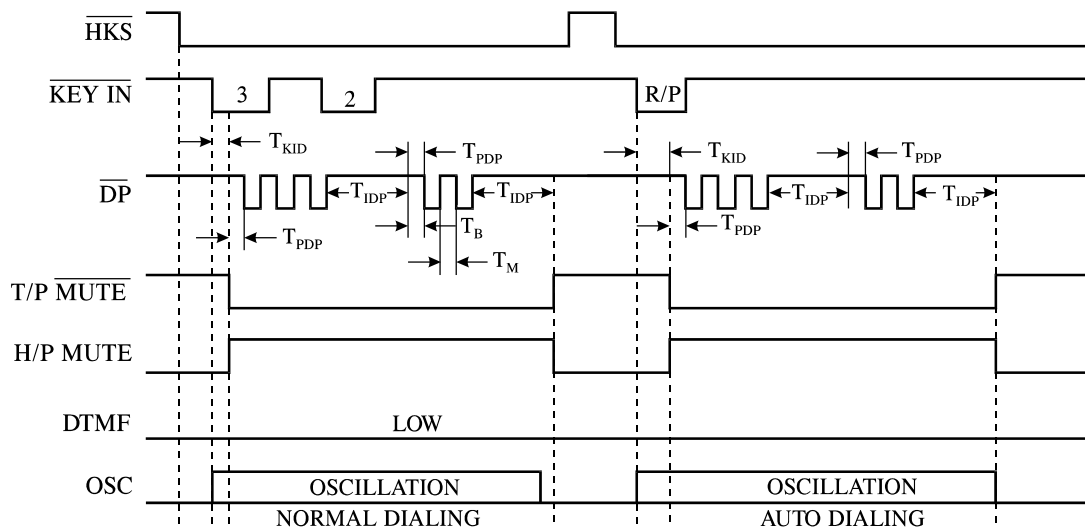 HKS
KEY IN 3 2 R/P
T_KID T_PDP T_KID T_PDP
DP T_IDP T_IDP T_IDP T_IDP
T_PDP T_B T_PDP
T_M
T/P MUTE
H/P MUTE
DTMF LOW
OSC OSCILLATION OSCILLATION
NORMAL DIALING AUTO DIALING